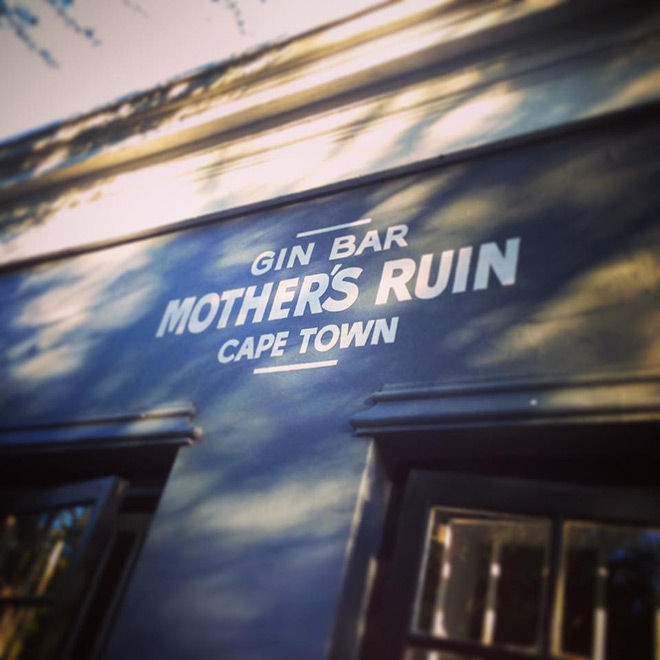 GIN BAR
MOTHER'S RUIN
CAPE TOWN